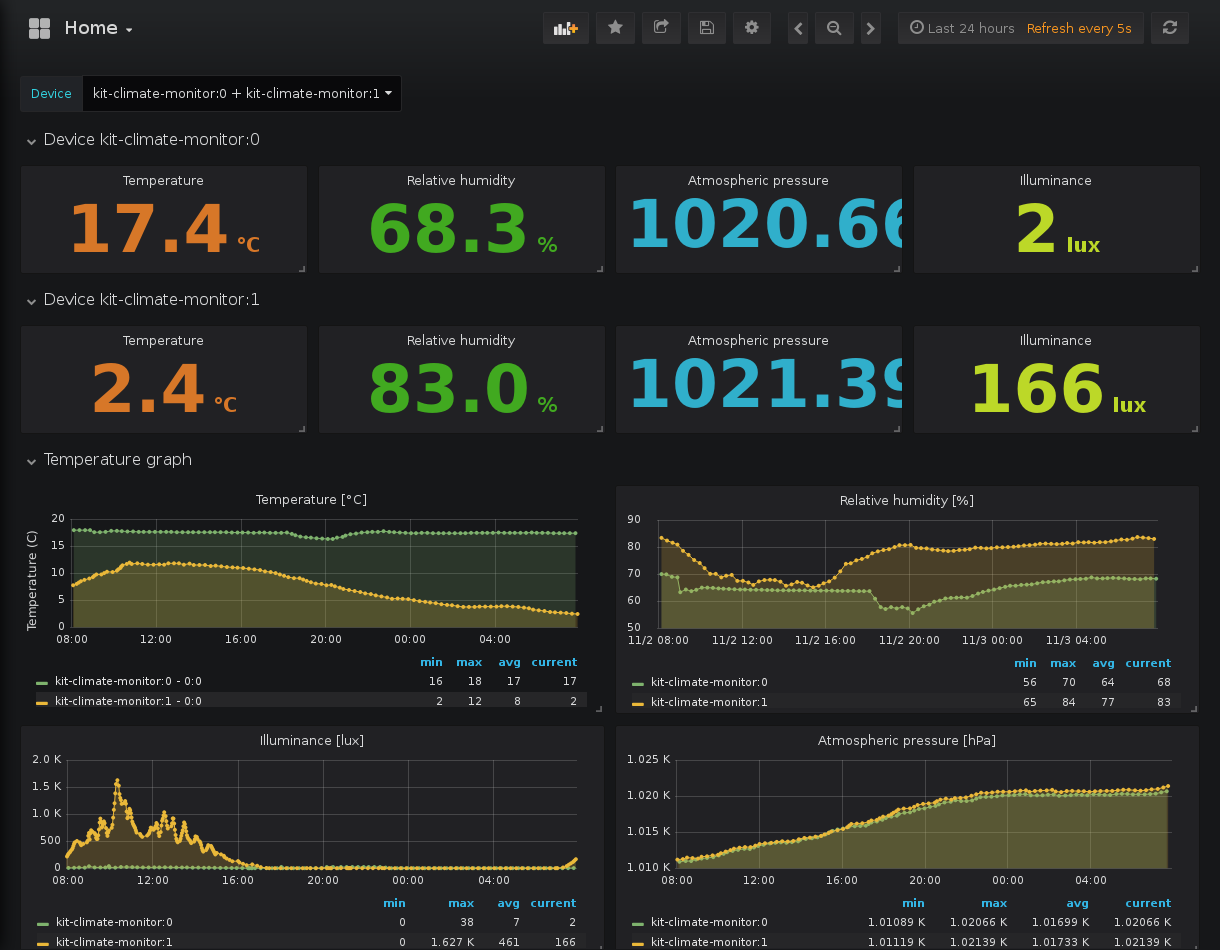 Home
Last 24 hours Refresh every 5s
Device kit-climate-monitor:0 + kit-climate-monitor:1
Device kit-climate-monitor:0
Temperature Relative humidity Atmospheric pressure Illuminance
17.4 °C 68.3 % 1020.66 2 lux
Device kit-climate-monitor:1
Temperature Relative humidity Atmospheric pressure Illuminance
2.4 °C 83.0 % 1021.39 166 lux
Temperature graph
Temperature [°C]
Temperature (C)
20
15
10
5
0
08:00 12:00 16:00 20:00 00:00 04:00
min max avg current
kit-climate-monitor:0 - 0:0 16 18 17 17
kit-climate-monitor:1 - 0:0 2 12 8 2
Relative humidity [%]
90
80
70
60
50
11/2 08:00 11/2 12:00 11/2 16:00 11/2 20:00 11/3 00:00 11/3 04:00
min max avg current
kit-climate-monitor:0 56 70 64 68
kit-climate-monitor:1 65 84 77 83
Illuminance [lux]
2.0 K
1.5 K
1.0 K
500
0
08:00 12:00 16:00 20:00 00:00 04:00
min max avg current
kit-climate-monitor:0 0 38 7 2
kit-climate-monitor:1 0 1.627 K 461 166
Atmospheric pressure [hPa]
1.025 K
1.020 K
1.015 K
1.010 K
08:00 12:00 16:00 20:00 00:00 04:00
min max avg current
kit-climate-monitor:0 1.01089 K 1.02066 K 1.01699 K 1.02066 K
kit-climate-monitor:1 1.01119 K 1.02139 K 1.01733 K 1.02139 K